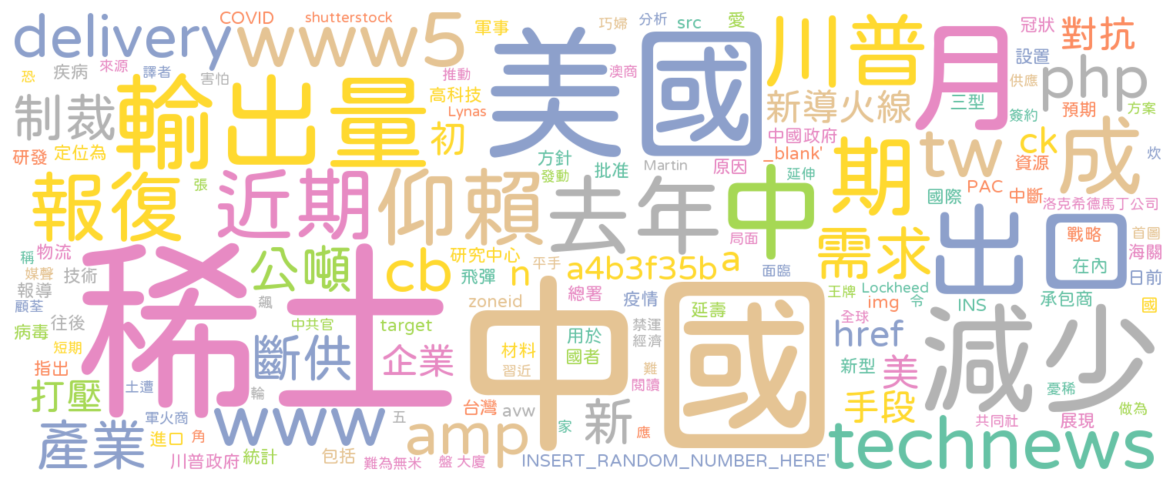 delivery
COVID
shutterstock
www5
軍事
巧婦
分析
src
愛
川普
月
冠狀
對抗
恐
疾病
來源
譯者
害怕
推動
美國
澳商
設置
php
制裁
輸出量
高科技
Lynas
初
新導火線
三型
供應
簽約
預期
方案
中國政府
_blank'
tw
ck
成
研發
定位為
方針
發動
批准
Martin
原因
延伸
期
資源
炊
報復
張
近期
仰賴
去年
中
國際
PAC
中斷
洛克希德馬丁公司
局面
需求
出口
戰略
首圖
海關
在內
日前
稱
物流
媒聲
技術
報導
顧荃
公噸
cb
研究中心
飛彈
n
平手
a4b3f35b
a
面臨
稀土
飆
zoneid
總署
疫情
延壽
王牌
Lockheed
令
img
INS
承包商
國
病毒
往後
中共官
target
中國
用於
國者
禁運
經濟
全球
href
減少
短期
指出
斷供
企業
材料
習近
難
閱讀
新型
美
憂稀
打壓
土遭
輪
軍火商
www
五
台灣
avw
新
家
應
手段
共同社
展現
做為
產業
進口
角
川普政府
統計
包括
難為無米
amp
盤
大廈
INSERT_RANDOM_NUMBER_HERE'
technews